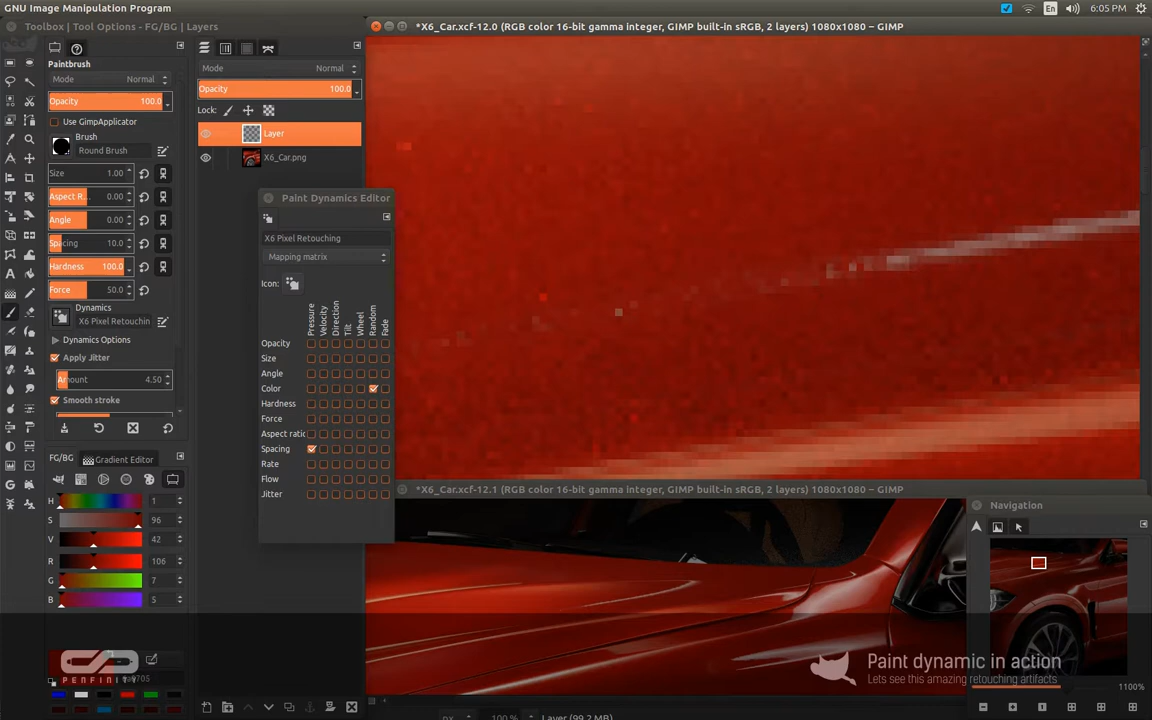 GNU Image Manipulation Program
En
6:05 PM
Toolbox | Tool Options - FG/BG | Layers
*X6_Car.xcf-12.0 (RGB color 16-bit gamma integer, GIMP built-in sRGB, 2 layers) 1080x1080 – GIMP
Paintbrush
Mode
Normal
Opacity
100.0
Use GimpApplicator
Brush
Round Brush
Size
1.00
Aspect R...
0.00
Angle
0.00
Spacing
10.0
Hardness
100.0
Force
50.0
Dynamics
X6 Pixel Retouchin
Dynamics Options
Apply Jitter
Amount
4.50
Smooth stroke
Mode
Normal
Opacity
100.0
Lock:
Layer
X6_Car.png
Paint Dynamics Editor
X6 Pixel Retouching
Mapping matrix
Icon:
Pressure
Velocity
Direction
Tilt
Wheel
Random
Fade
Opacity
Size
Angle
Color
Hardness
Force
Aspect ratio
Spacing
Rate
Flow
Jitter
FG/BG
Gradient Editor
H
1
S
96
V
42
R
106
G
7
B
5
PENFINI
*X6_Car.xcf-12.1 (RGB color 16-bit gamma integer, GIMP built-in sRGB, 2 layers) 1080x1080 – GIMP
Navigation
Paint dynamic in action
Lets see this amazing retouching artifacts
1100%
px
100 %
Layer (99.2 MB)